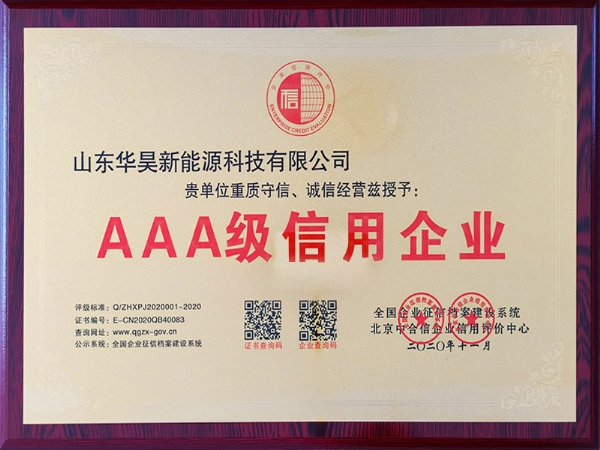 企业信用评价
信
ENTERPRISE CREDIT EVALUATION
山东华昊新能源科技有限公司
贵单位重质守信、诚信经营兹授予：
AAA级信用企业
评级标准：Q/ZHXPJ2020001-2020
证书编号：E-CN2020QB40083
查询网址：www.qgzx-gov.cn
公示系统：全国企业征信档案建设系统
证书查询码
企业查询码
全国企业征信档案建设系统
北京中合信企业信用评价中心
二〇二〇年十一月